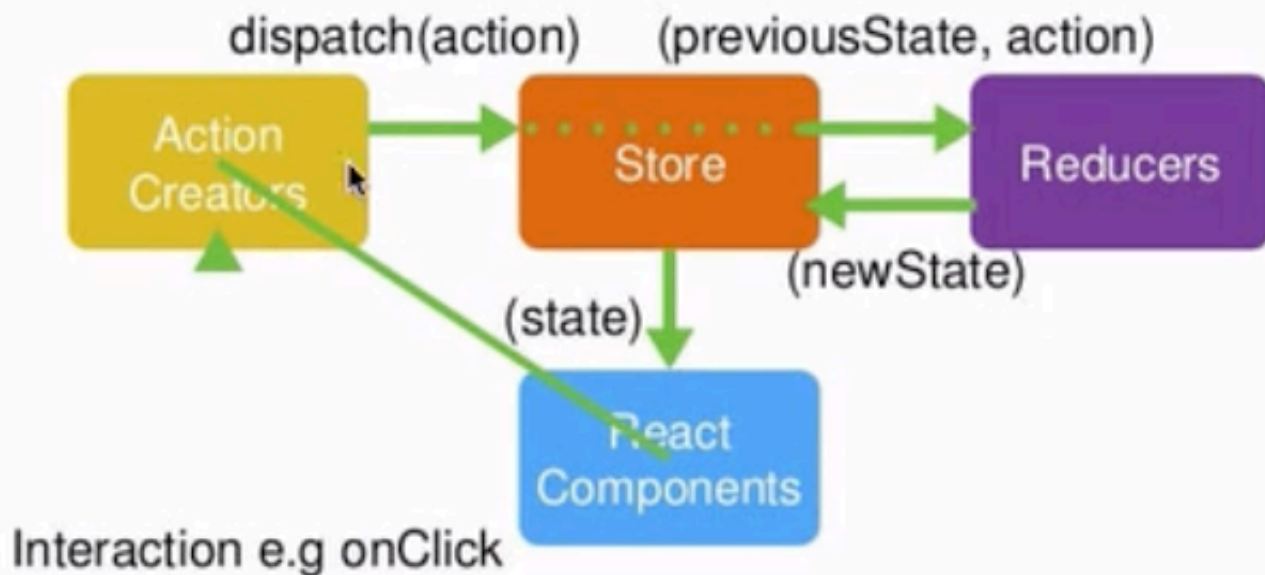 dispatch(action)
(previousState, action)
Action
Creators
Store
Reducers
(newState)
(state)
React
Components
Interaction e.g onClick